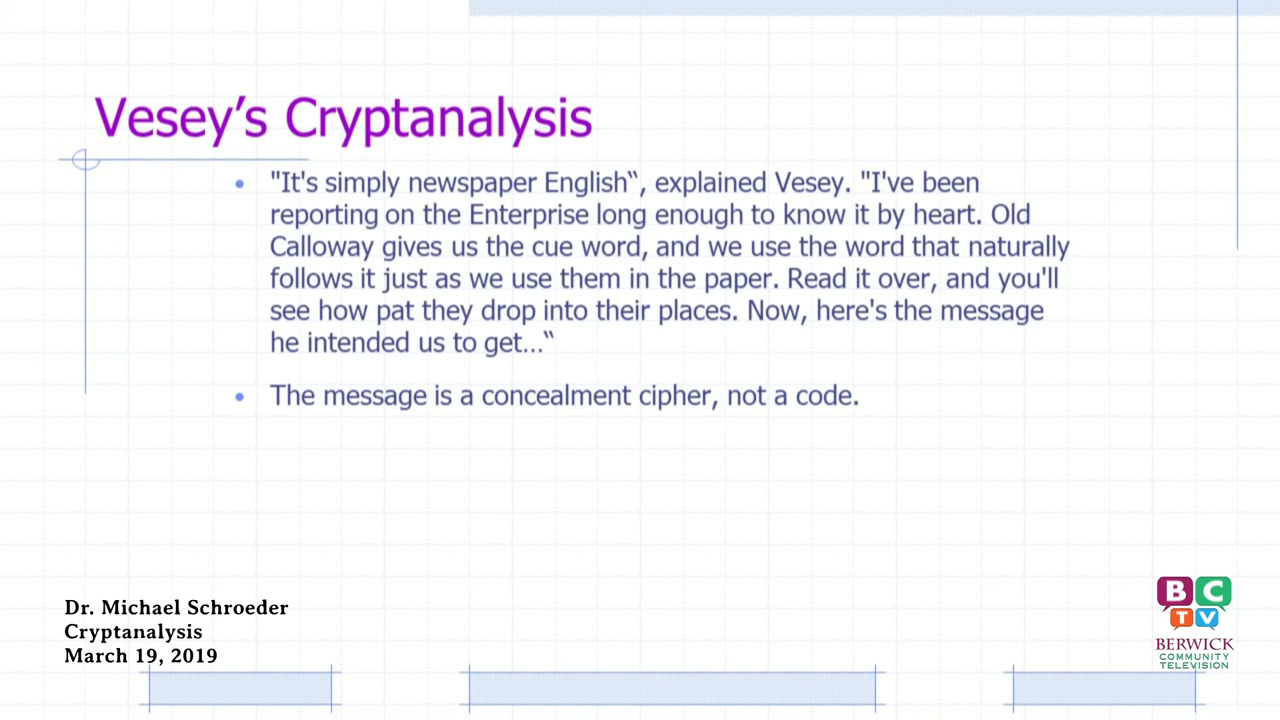 Vesey’s Cryptanalysis
• "It's simply newspaper English‟, explained Vesey. "I've been
reporting on the Enterprise long enough to know it by heart. Old
Calloway gives us the cue word, and we use the word that naturally
follows it just as we use them in the paper. Read it over, and you'll
see how pat they drop into their places. Now, here's the message
he intended us to get…‟
• The message is a concealment cipher, not a code.
Dr. Michael Schroeder
Cryptanalysis
March 19, 2019
B C
T V
BERWICK
COMMUNITY
TELEVISION